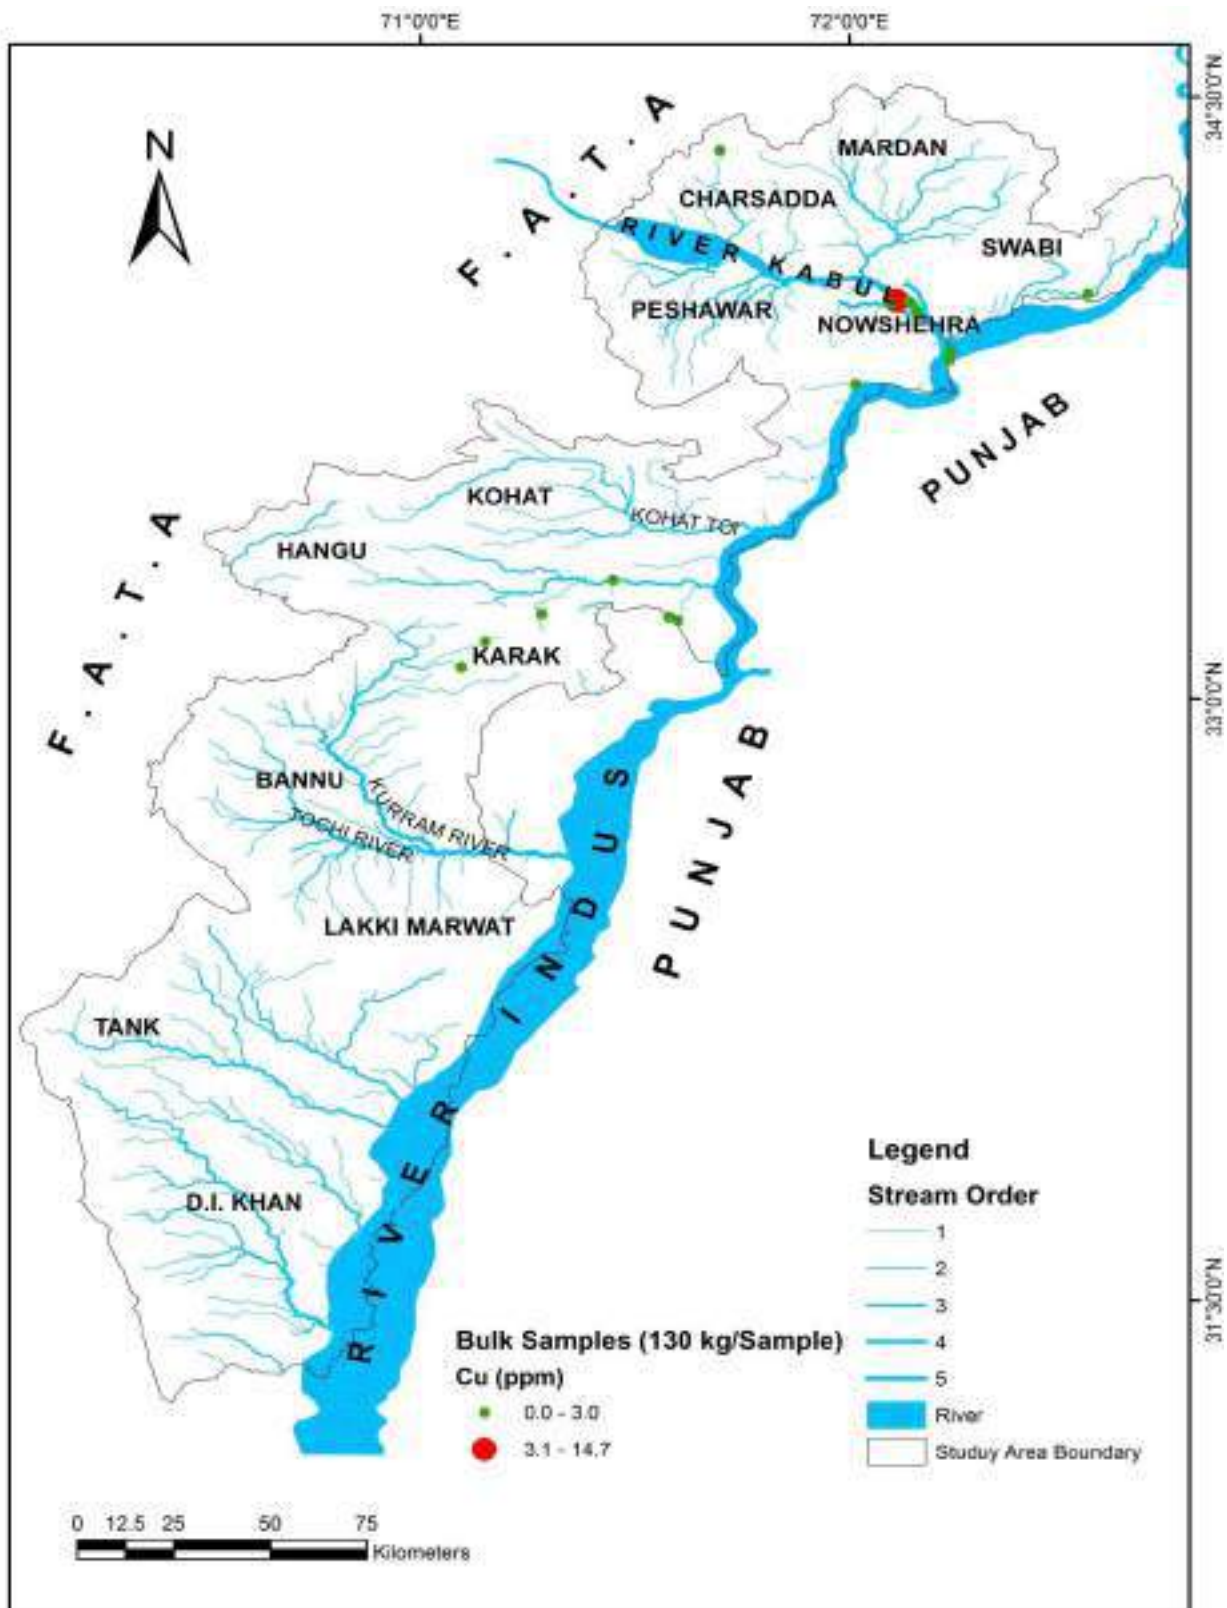 71°0'0"E
72°0'0"E
34°30'0"N
N
F . A . T . A
MARDAN
CHARSADDA
RIVER KABUL
SWABI
PESHAWAR
NOWSHEHRA
PUNJAB
KOHAT
KOHAT TOI
HANGU
F . A . T . A
KARAK
33°0'0"N
BANNU
KURRAM RIVER
TOCHI RIVER
PUNJAB
LAKKI MARWAT
RIVER INDUS
TANK
D.I. KHAN
31°30'0"N
Legend
Stream Order
1
2
3
4
5
River
Studuy Area Boundary
Bulk Samples (130 kg/Sample)
Cu (ppm)
0.0 - 3.0
3.1 - 14.7
0 12.5 25 50 75
Kilometers